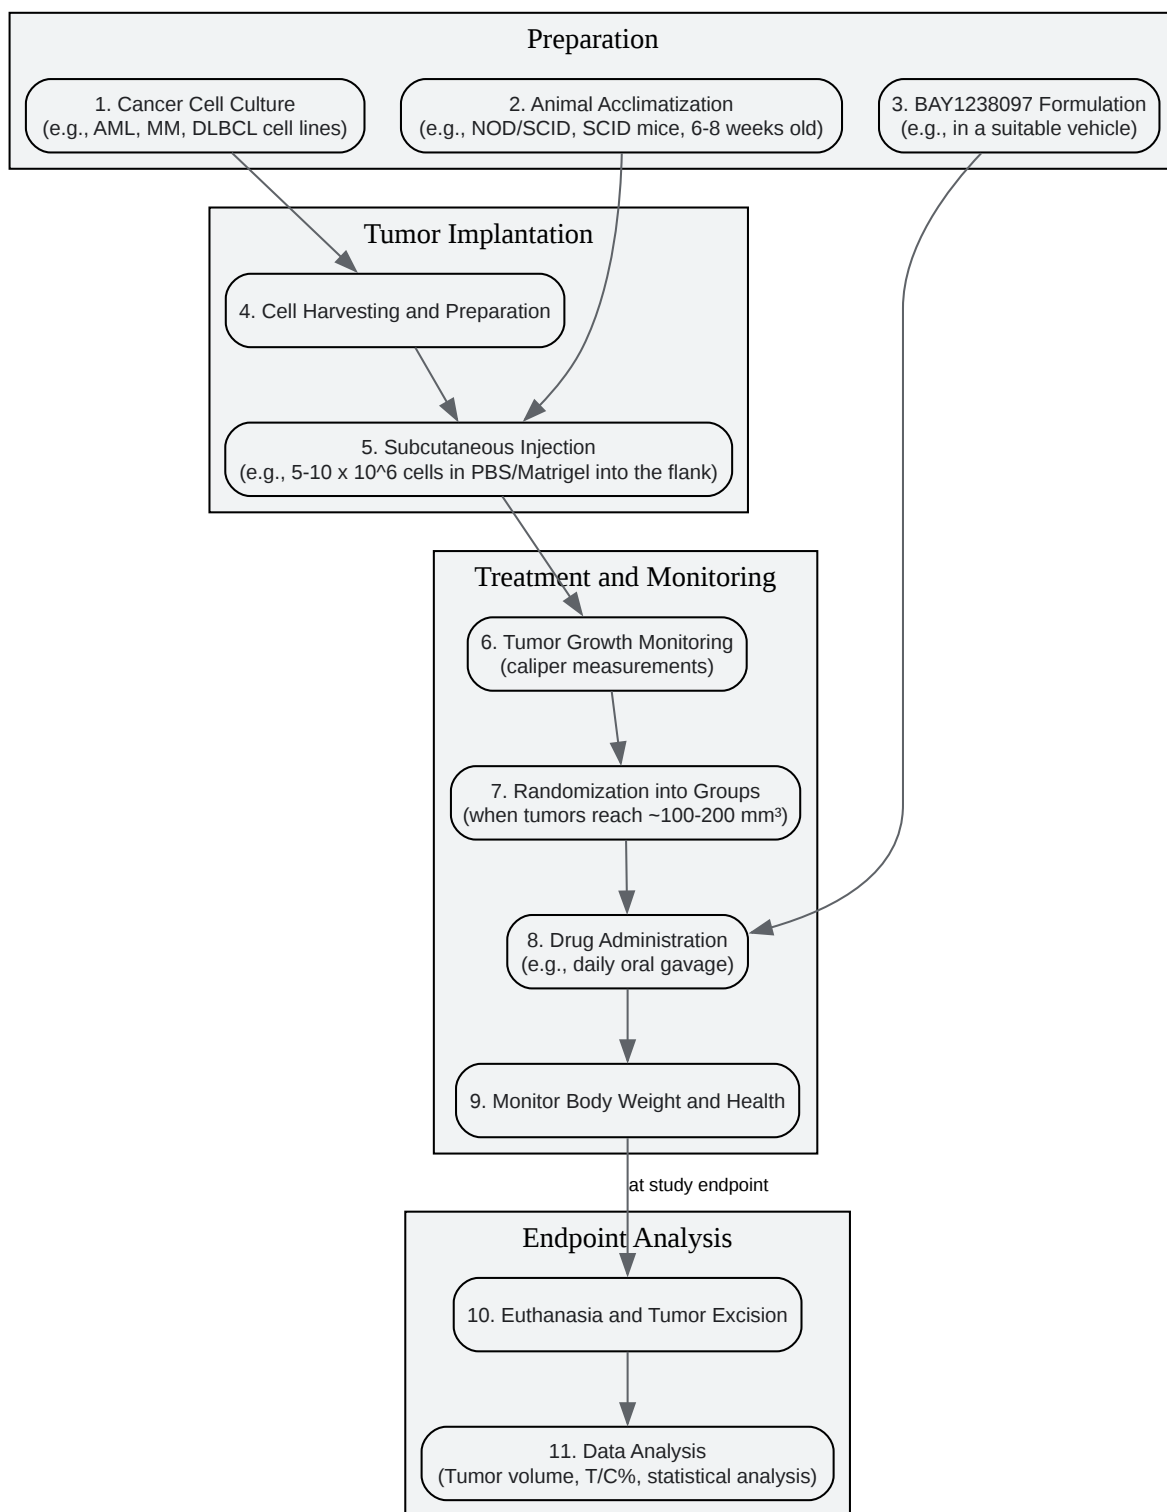 Preparation
1. Cancer Cell Culture
(e.g., AML, MM, DLBCL cell lines)
2. Animal Acclimatization
(e.g., NOD/SCID, SCID mice, 6-8 weeks old)
3. BAY1238097 Formulation
(e.g., in a suitable vehicle)
Tumor Implantation
4. Cell Harvesting and Preparation
5. Subcutaneous Injection
(e.g., 5-10 x 10^6 cells in PBS/Matrigel into the flank)
Treatment and Monitoring
6. Tumor Growth Monitoring
(caliper measurements)
7. Randomization into Groups
(when tumors reach ~100-200 mm³)
8. Drug Administration
(e.g., daily oral gavage)
9. Monitor Body Weight and Health
at study endpoint
Endpoint Analysis
10. Euthanasia and Tumor Excision
11. Data Analysis
(Tumor volume, T/C%, statistical analysis)